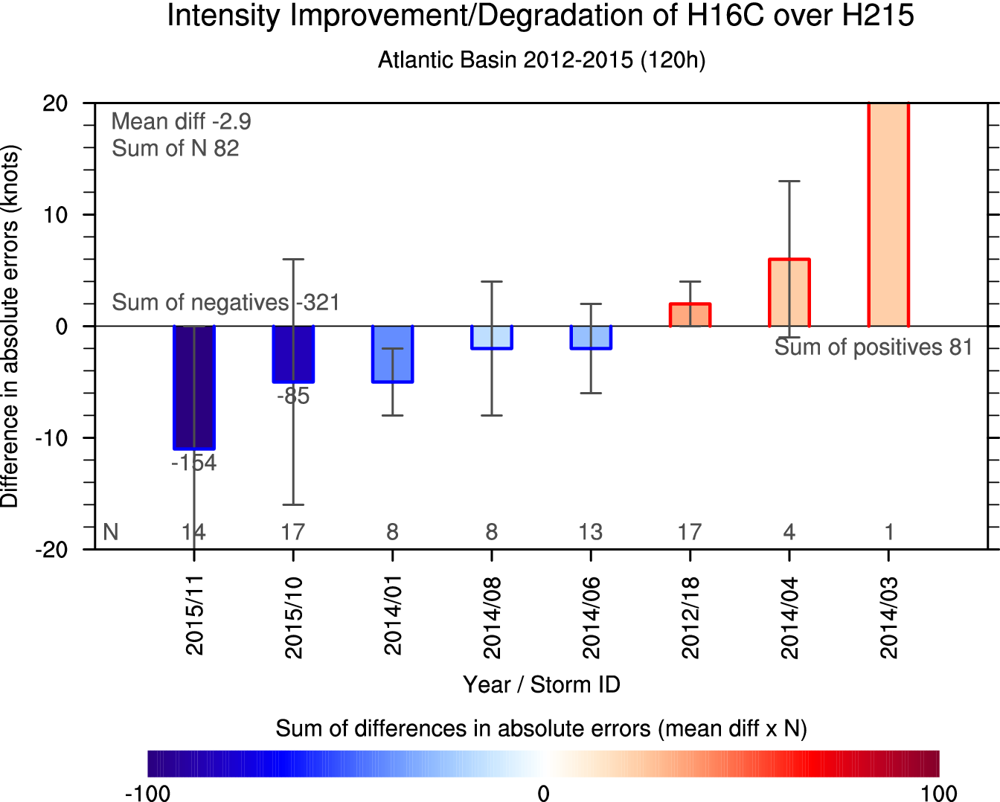 Intensity Improvement/Degradation of H16C over H215
Atlantic Basin 2012-2015 (120h)
Difference in absolute errors (knots)
20
10
0
-10
-20
Mean diff -2.9
Sum of N 82
Sum of negatives -321
Sum of positives 81
-154
-85
N 14 17 8 8 13 17 4 1
2015/11 2015/10 2014/01 2014/08 2014/06 2012/18 2014/04 2014/03
Year / Storm ID
Sum of differences in absolute errors (mean diff x N)
-100 0 100